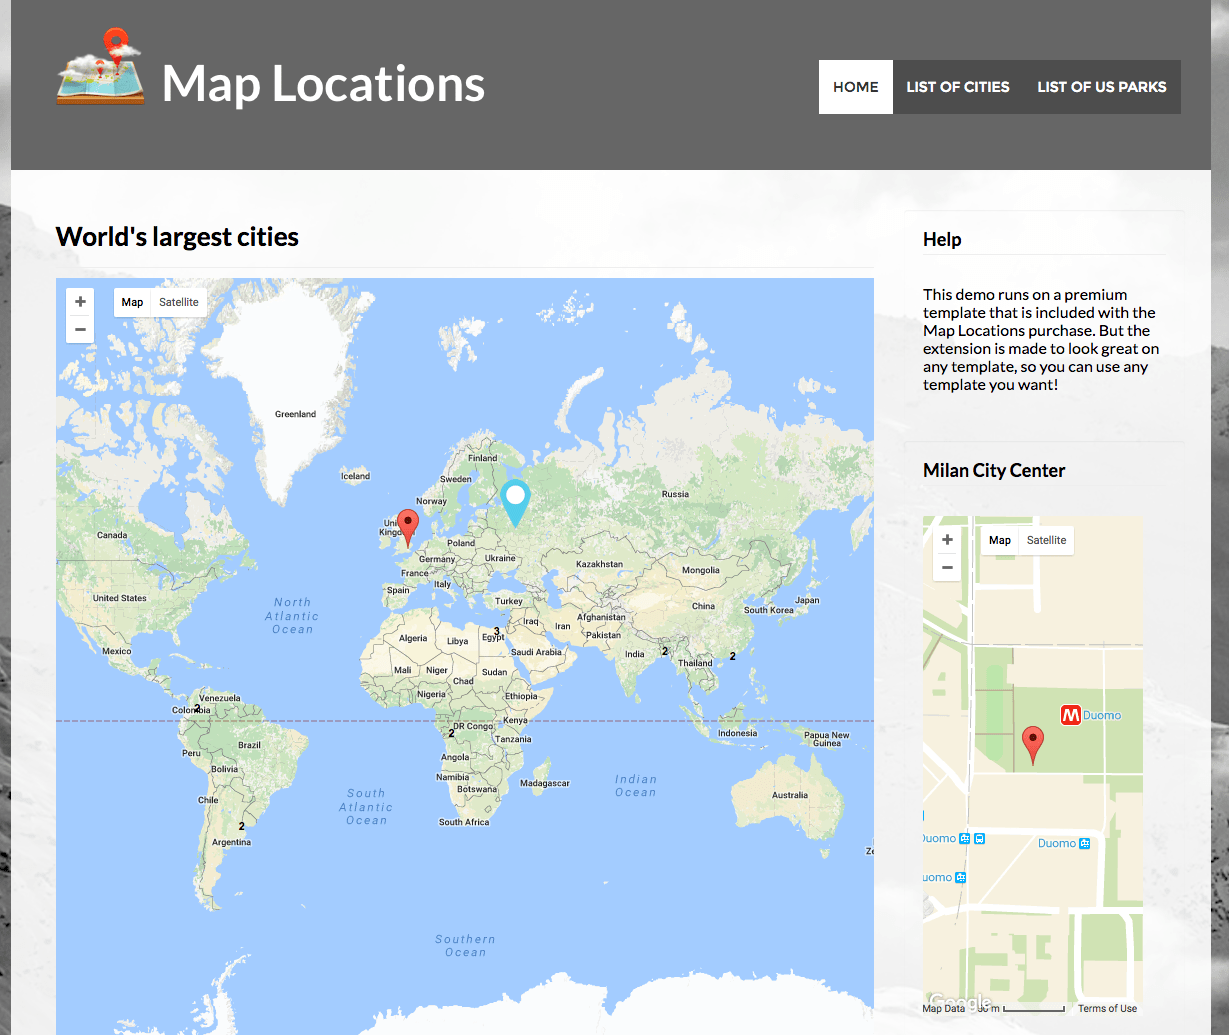 Map Locations
HOME
LIST OF CITIES
LIST OF US PARKS
World's largest cities
+
−
Map
Satellite
Greenland
Iceland
Finland
Sweden
Norway
Russia
Canada
Poland
Germany
Ukraine
France
Italy
Spain
Kazakhstan
Mongolia
United States
North
Atlantic
Ocean
Turkey
China
South Korea
Japan
Iraq
Iran
Afghanistan
Pakistan
Algeria
Libya
Egypt
3
Mexico
Saudi Arabia
India
2
Thailand
2
Mali
Niger
Chad
Sudan
Nigeria
Ethiopia
Venezuela
Colombia
2
Kenya
DR Congo
2
Tanzania
Indonesia
Papua New
Guinea
Brazil
Peru
Bolivia
Angola
Namibia
Botswana
Madagascar
Indian
Ocean
South
Atlantic
Ocean
Chile
South Africa
Australia
2
Argentina
Ze
Southern
Ocean
Help
This demo runs on a premium
template that is included with the
Map Locations purchase. But the
extension is made to look great on
any template, so you can use any
template you want!
Milan City Center
+
−
Map
Satellite
M Duomo
Duomo
Duomo
uomo
Google
Map Data
Terms of Use